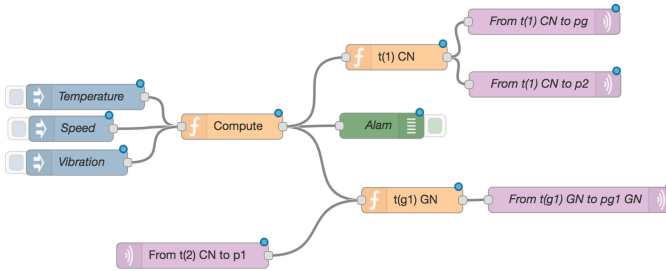 From t(1) CN to pg
t(1) CN
From t(1) CN to p2
Temperature
Speed
Compute
Alam
Vibration
t(g1) GN
From t(g1) GN to pg1 GN
From t(2) CN to p1